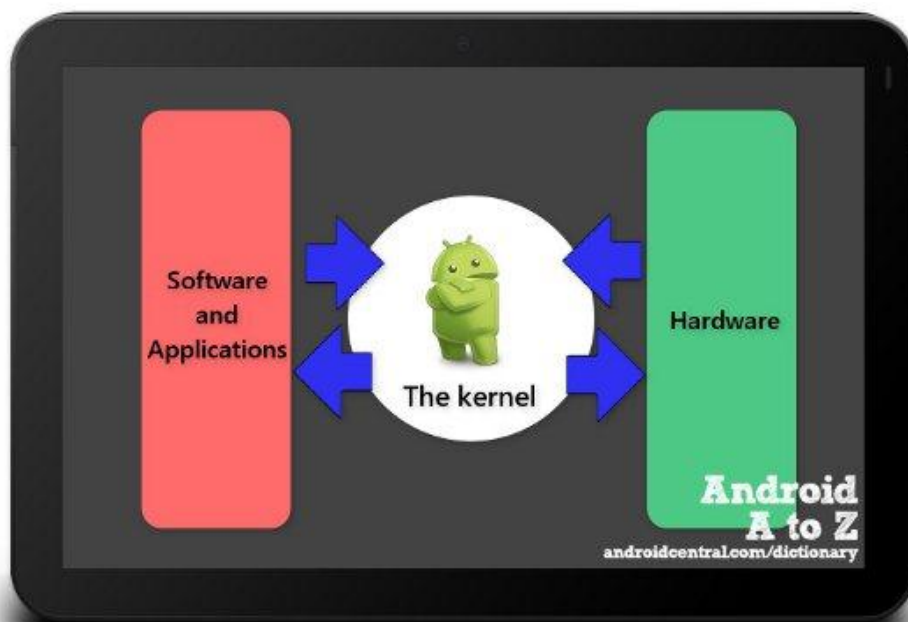 Software
and
Applications
The kernel
Hardware
Android
A to Z
androidcentral.com/dictionary